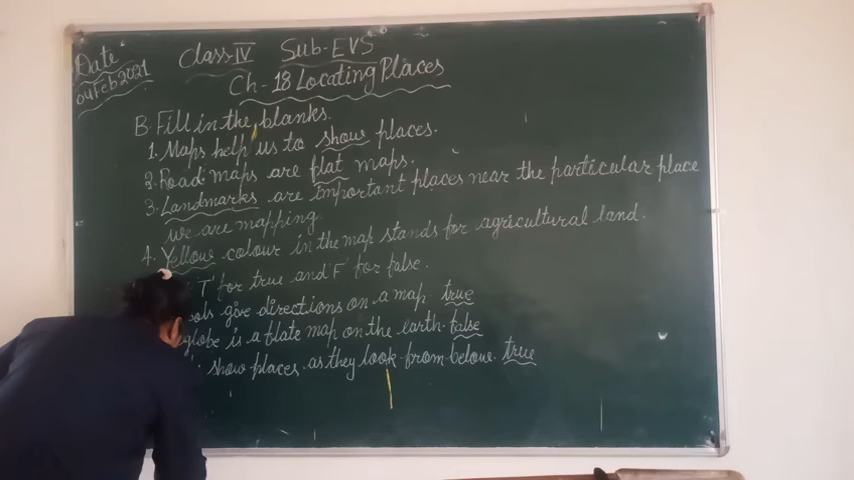 Date
04 Feb 2021
Class-IV Sub-EVS
Ch-18 Locating Places
B. Fill in the blanks.
1. Maps help us to show places.
2. Road maps are flat maps.
3. Landmarks are important places near the particular place
we are mapping.
4. Yellow colour in the map stands for agricultural land.
'T' for true and 'F' for false.
ols give directions on a map. true
globe is a flate map on the earth. false
show places as they look from belowe. true